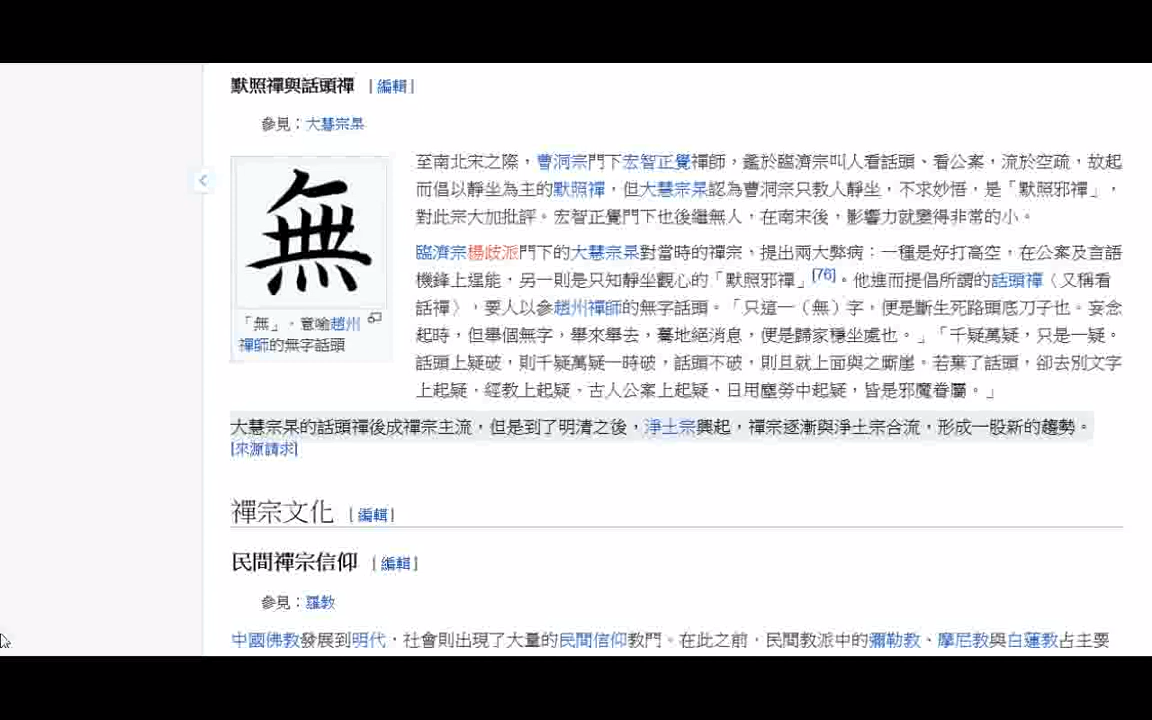 默照禪與話頭禪 [編輯]
參見：大慧宗杲
無
「無」，意喻趙州
禪師的無字話頭
至南北宋之際，曹洞宗門下宏智正覺禪師，鑑於臨濟宗叫人看話頭、看公案，流於空疏，故起
而倡以靜坐為主的默照禪，但大慧宗杲認為曹洞宗只教人靜坐，不求妙悟，是「默照邪禪」，
對此宗大加批評。宏智正覺門下也後繼無人，在南宋後，影響力就變得非常的小。
臨濟宗楊歧派門下的大慧宗杲對當時的禪宗，提出兩大弊病：一種是好打高空，在公案及言語
機鋒上逞能，另一則是只知靜坐觀心的「默照邪禪」[76]。他進而提倡所謂的話頭禪（又稱看
話禪），要人以參趙州禪師的無字話頭。「只這一（無）字，便是斷生死路頭底刀子也。妄念
起時，但舉個無字，舉來舉去，驀地絕消息，便是歸家穩坐處也。」「千疑萬疑，只是一疑。
話頭上疑破，則千疑萬疑一時破，話頭不破，則且就上面與之廝崖。若棄了話頭，卻去別文字
上起疑、經教上起疑、古人公案上起疑、日用塵勞中起疑，皆是邪魔眷屬。」
大慧宗杲的話頭禪後成禪宗主流，但是到了明清之後，淨土宗興起，禪宗逐漸與淨土宗合流，形成一股新的趨勢。
[來源請求]
禪宗文化 [編輯]
民間禪宗信仰 [編輯]
參見：羅教
中國佛教發展到明代，社會則出現了大量的民間信仰教門。在此之前，民間教派中的彌勒教、摩尼教與白蓮教占主要